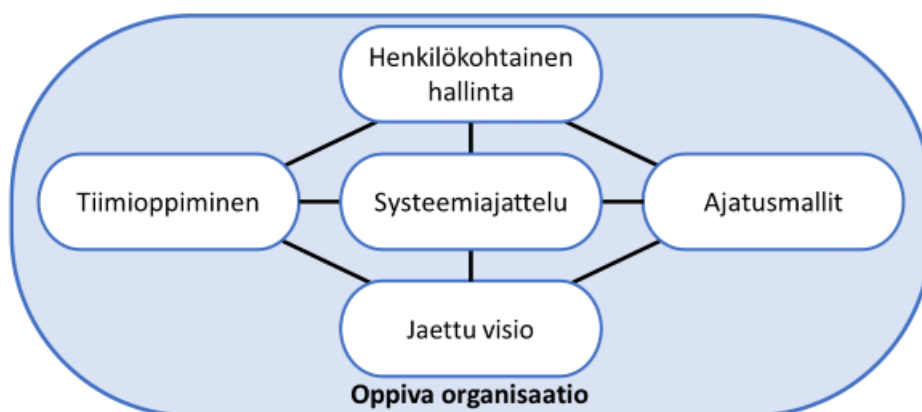 Henkilökohtainen
hallinta
Tiimioppiminen
Systeemiajattelu
Ajatusmallit
Jaettu visio
Oppiva organisaatio